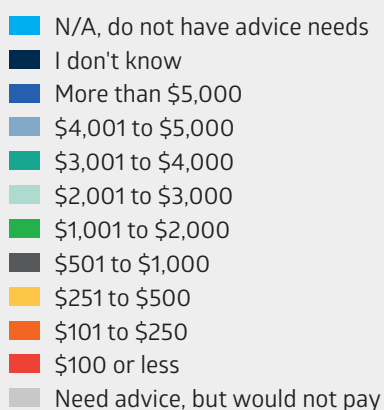 N/A, do not have advice needs
I don't know
More than $5,000
$4,001 to $5,000
$3,001 to $4,000
$2,001 to $3,000
$1,001 to $2,000
$501 to $1,000
$251 to $500
$101 to $250
$100 or less
Need advice, but would not pay